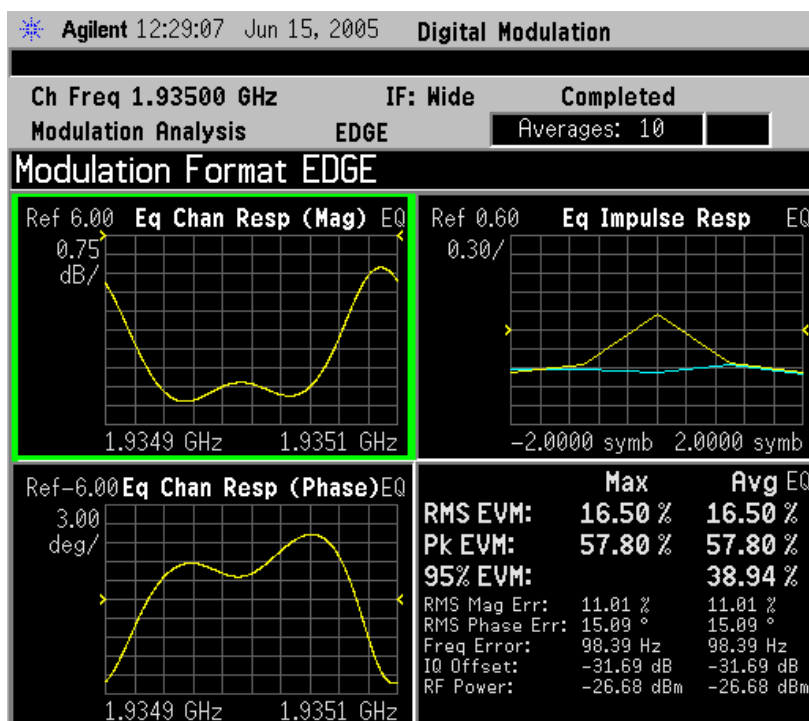 Agilent 12:29:07 Jun 15, 2005 Digital Modulation
Ch Freq 1.93500 GHz IF: Wide Completed
Modulation Analysis EDGE Averages: 10
Modulation Format EDGE
Ref 6.00 Eq Chan Resp (Mag) EQ
0.75
dB/
1.9349 GHz 1.9351 GHz
Ref 0.60 Eq Impulse Resp EQ
0.30/
-2.0000 symb 2.0000 symb
Ref-6.00 Eq Chan Resp (Phase) EQ
3.00
deg/
1.9349 GHz 1.9351 GHz
Max Avg EQ
RMS EVM: 16.50 % 16.50 %
Pk EVM: 57.80 % 57.80 %
95% EVM: 38.94 %
RMS Mag Err: 11.01 % 11.01 %
RMS Phase Err: 15.09 ° 15.09 °
Freq Error: 98.39 Hz 98.39 Hz
IQ Offset: -31.69 dB -31.69 dB
RF Power: -26.68 dBm -26.68 dBm